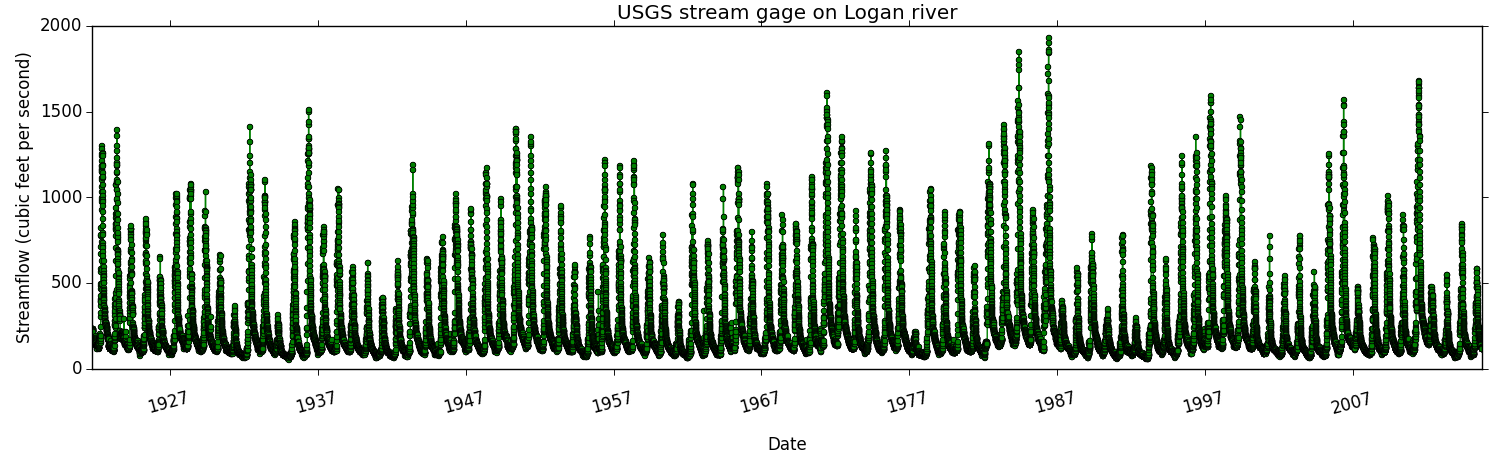 USGS stream gage on Logan river
Streamflow (cubic feet per second)
2000
1500
1000
500
0
1927 1937 1947 1957 1967 1977 1987 1997 2007
Date